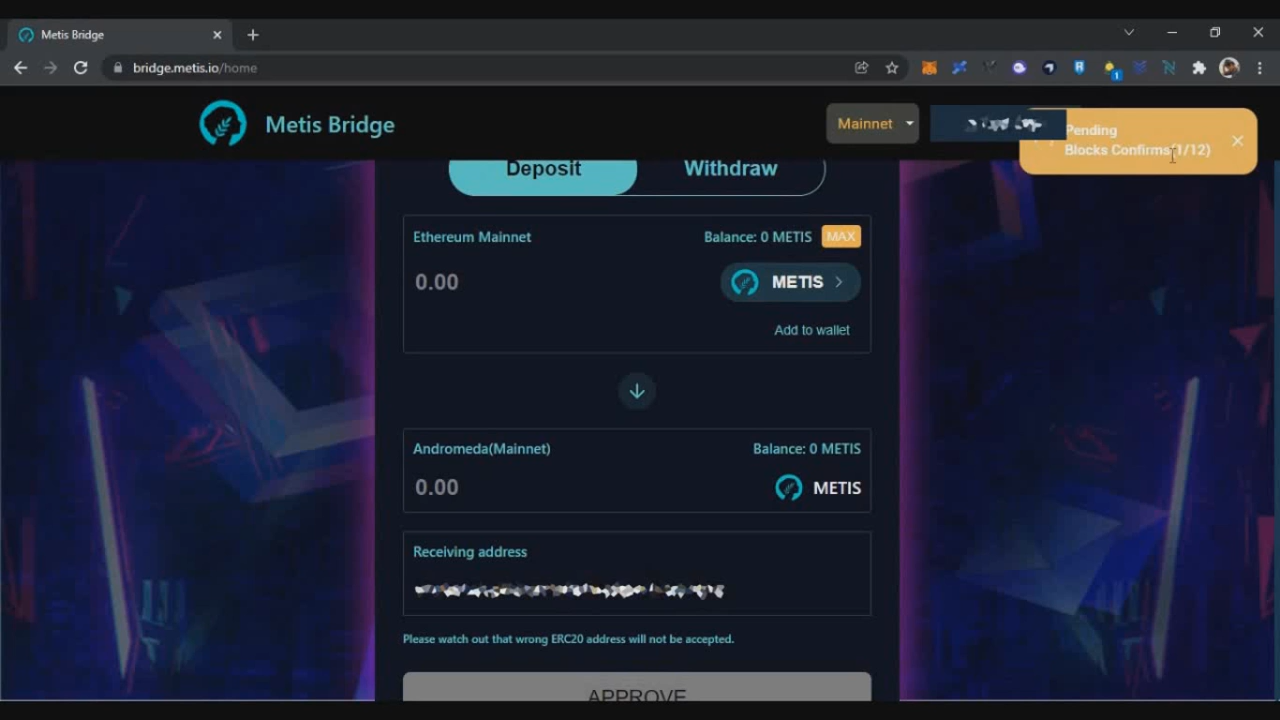 Metis Bridge
bridge.metis.io/home
1
Metis Bridge
Mainnet
Pending
Blocks Confirms(1/12)
Deposit
Withdraw
Ethereum Mainnet
Balance: 0 METIS
MAX
0.00
METIS
Add to wallet
Andromeda(Mainnet)
Balance: 0 METIS
0.00
METIS
Receiving address
Please watch out that wrong ERC20 address will not be accepted.
APPROVE